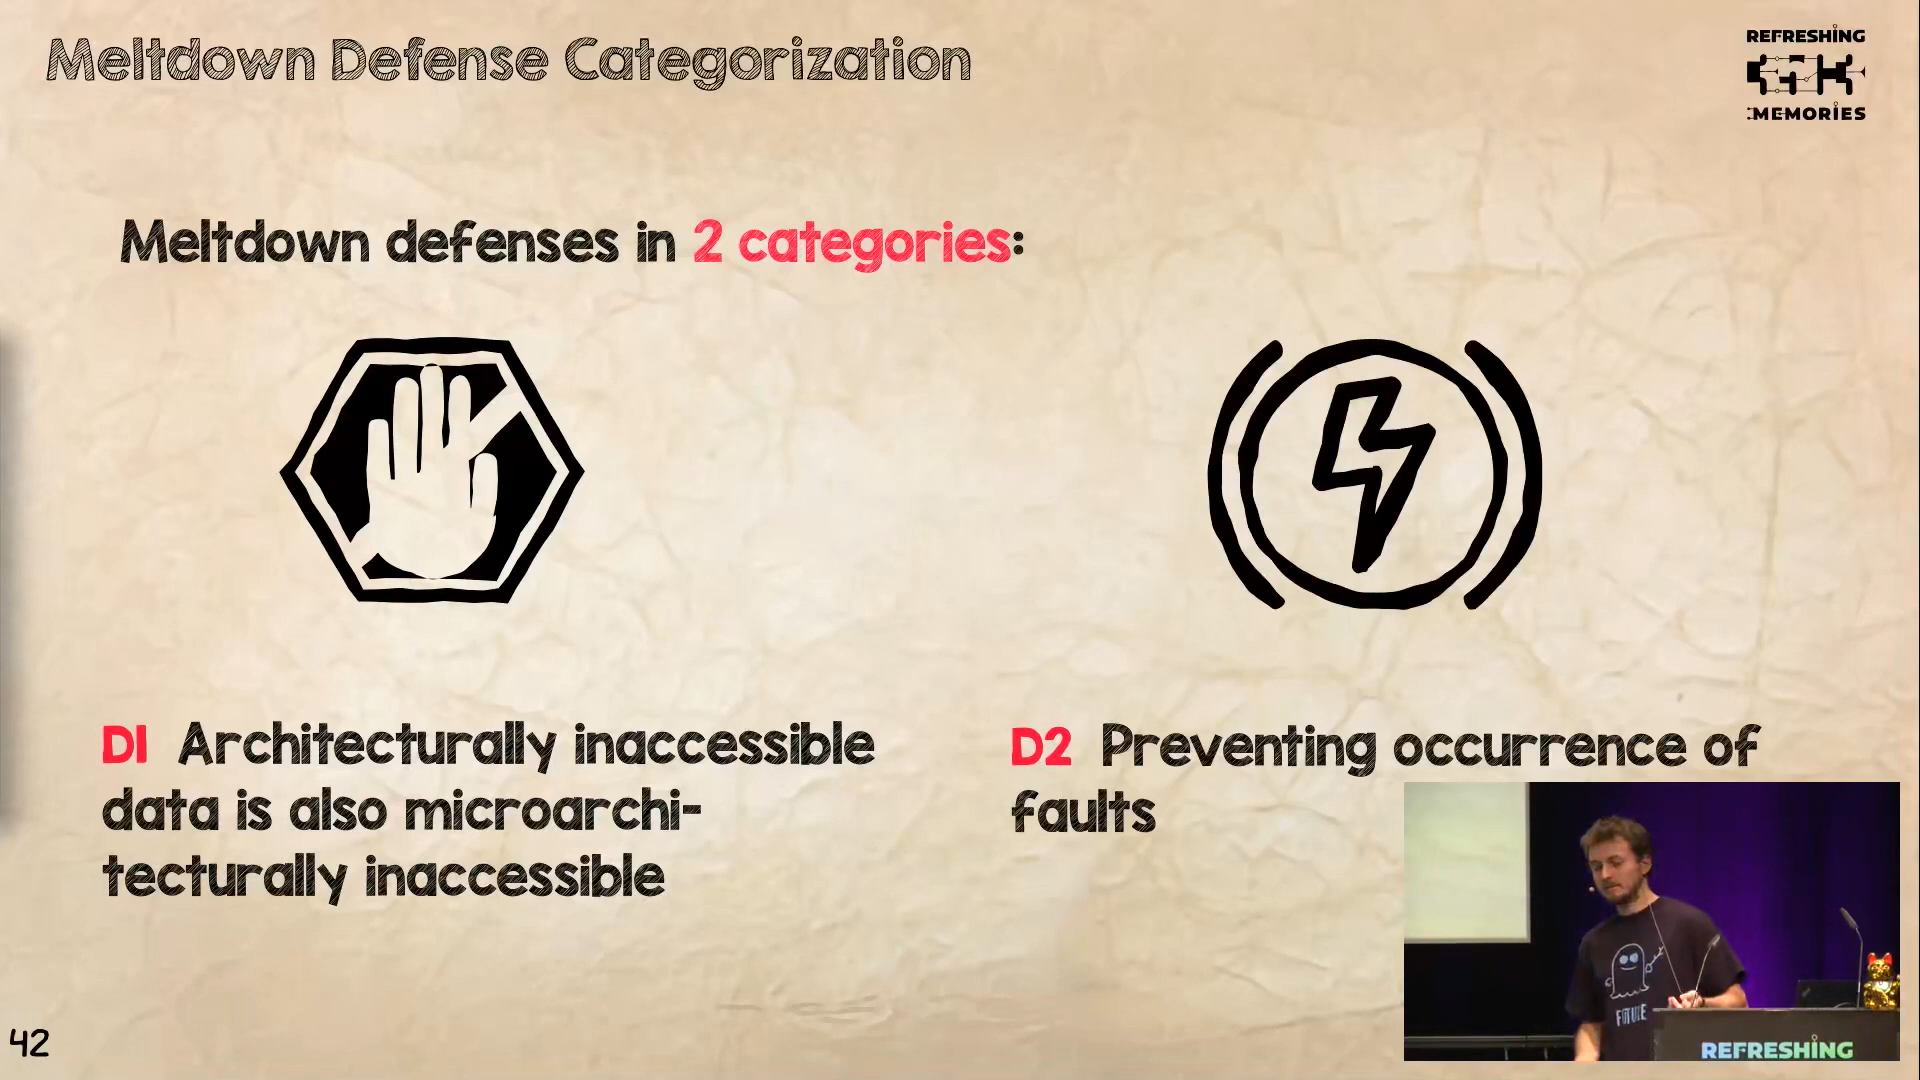 Meltdown Defense Categorization
REFRESHING
MEMORIES
Meltdown defenses in 2 categories:
D1 Architecturally inaccessible
data is also microarchi-
tecturally inaccessible
D2 Preventing occurrence of
faults
FUTURE
REFRESHING
42